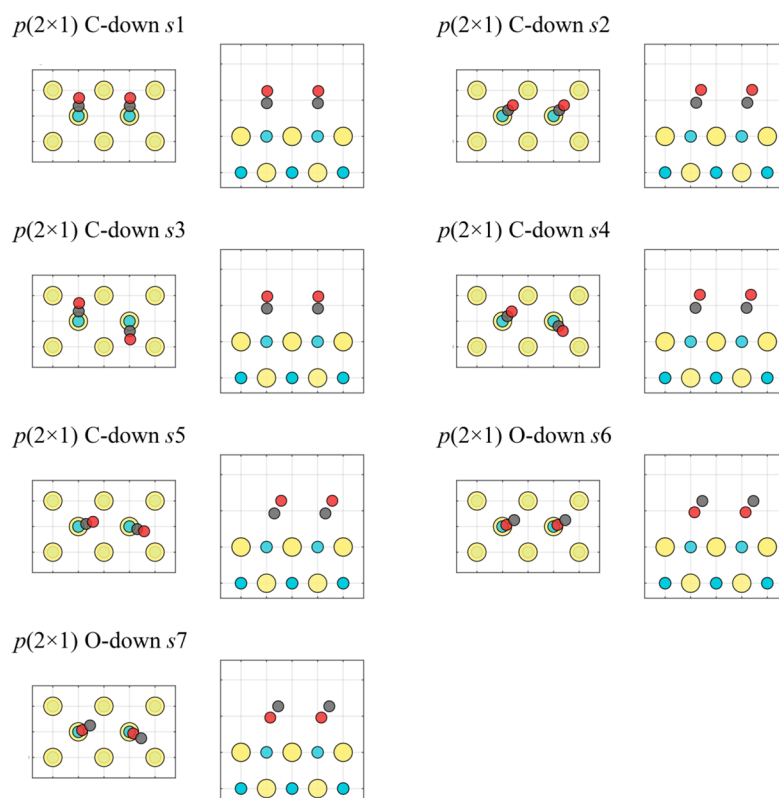 p(2×1) C-down s1
p(2×1) C-down s2
p(2×1) C-down s3
p(2×1) C-down s4
p(2×1) C-down s5
p(2×1) O-down s6
p(2×1) O-down s7